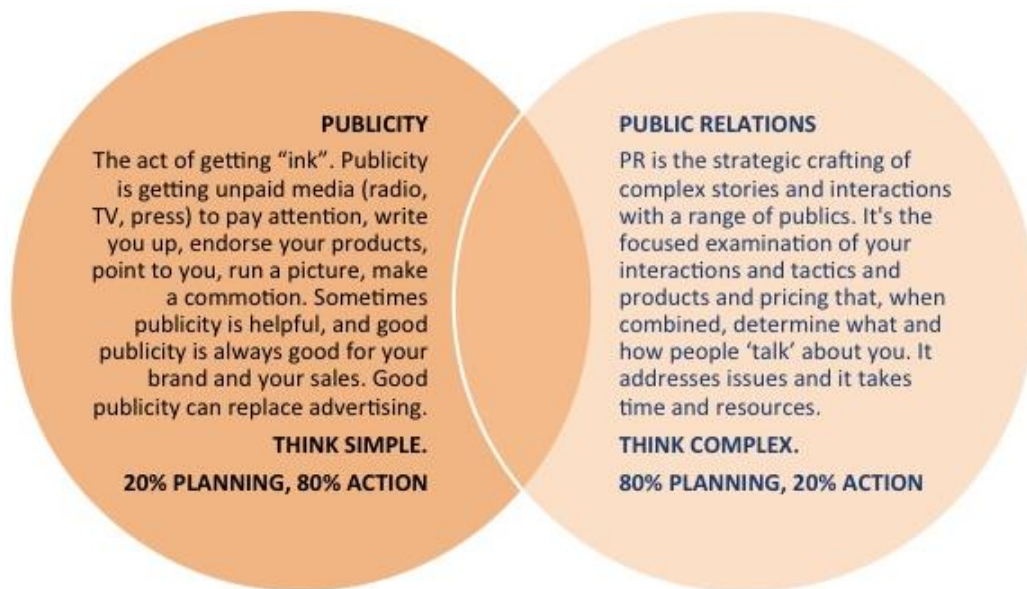 PUBLICITY
The act of getting “ink”. Publicity
is getting unpaid media (radio,
TV, press) to pay attention, write
you up, endorse your products,
point to you, run a picture, make
a commotion. Sometimes
publicity is helpful, and good
publicity is always good for your
brand and your sales. Good
publicity can replace advertising.
THINK SIMPLE.
20% PLANNING, 80% ACTION
PUBLIC RELATIONS
PR is the strategic crafting of
complex stories and interactions
with a range of publics. It's the
focused examination of your
interactions and tactics and
products and pricing that, when
combined, determine what and
how people ‘talk’ about you. It
addresses issues and it takes
time and resources.
THINK COMPLEX.
80% PLANNING, 20% ACTION